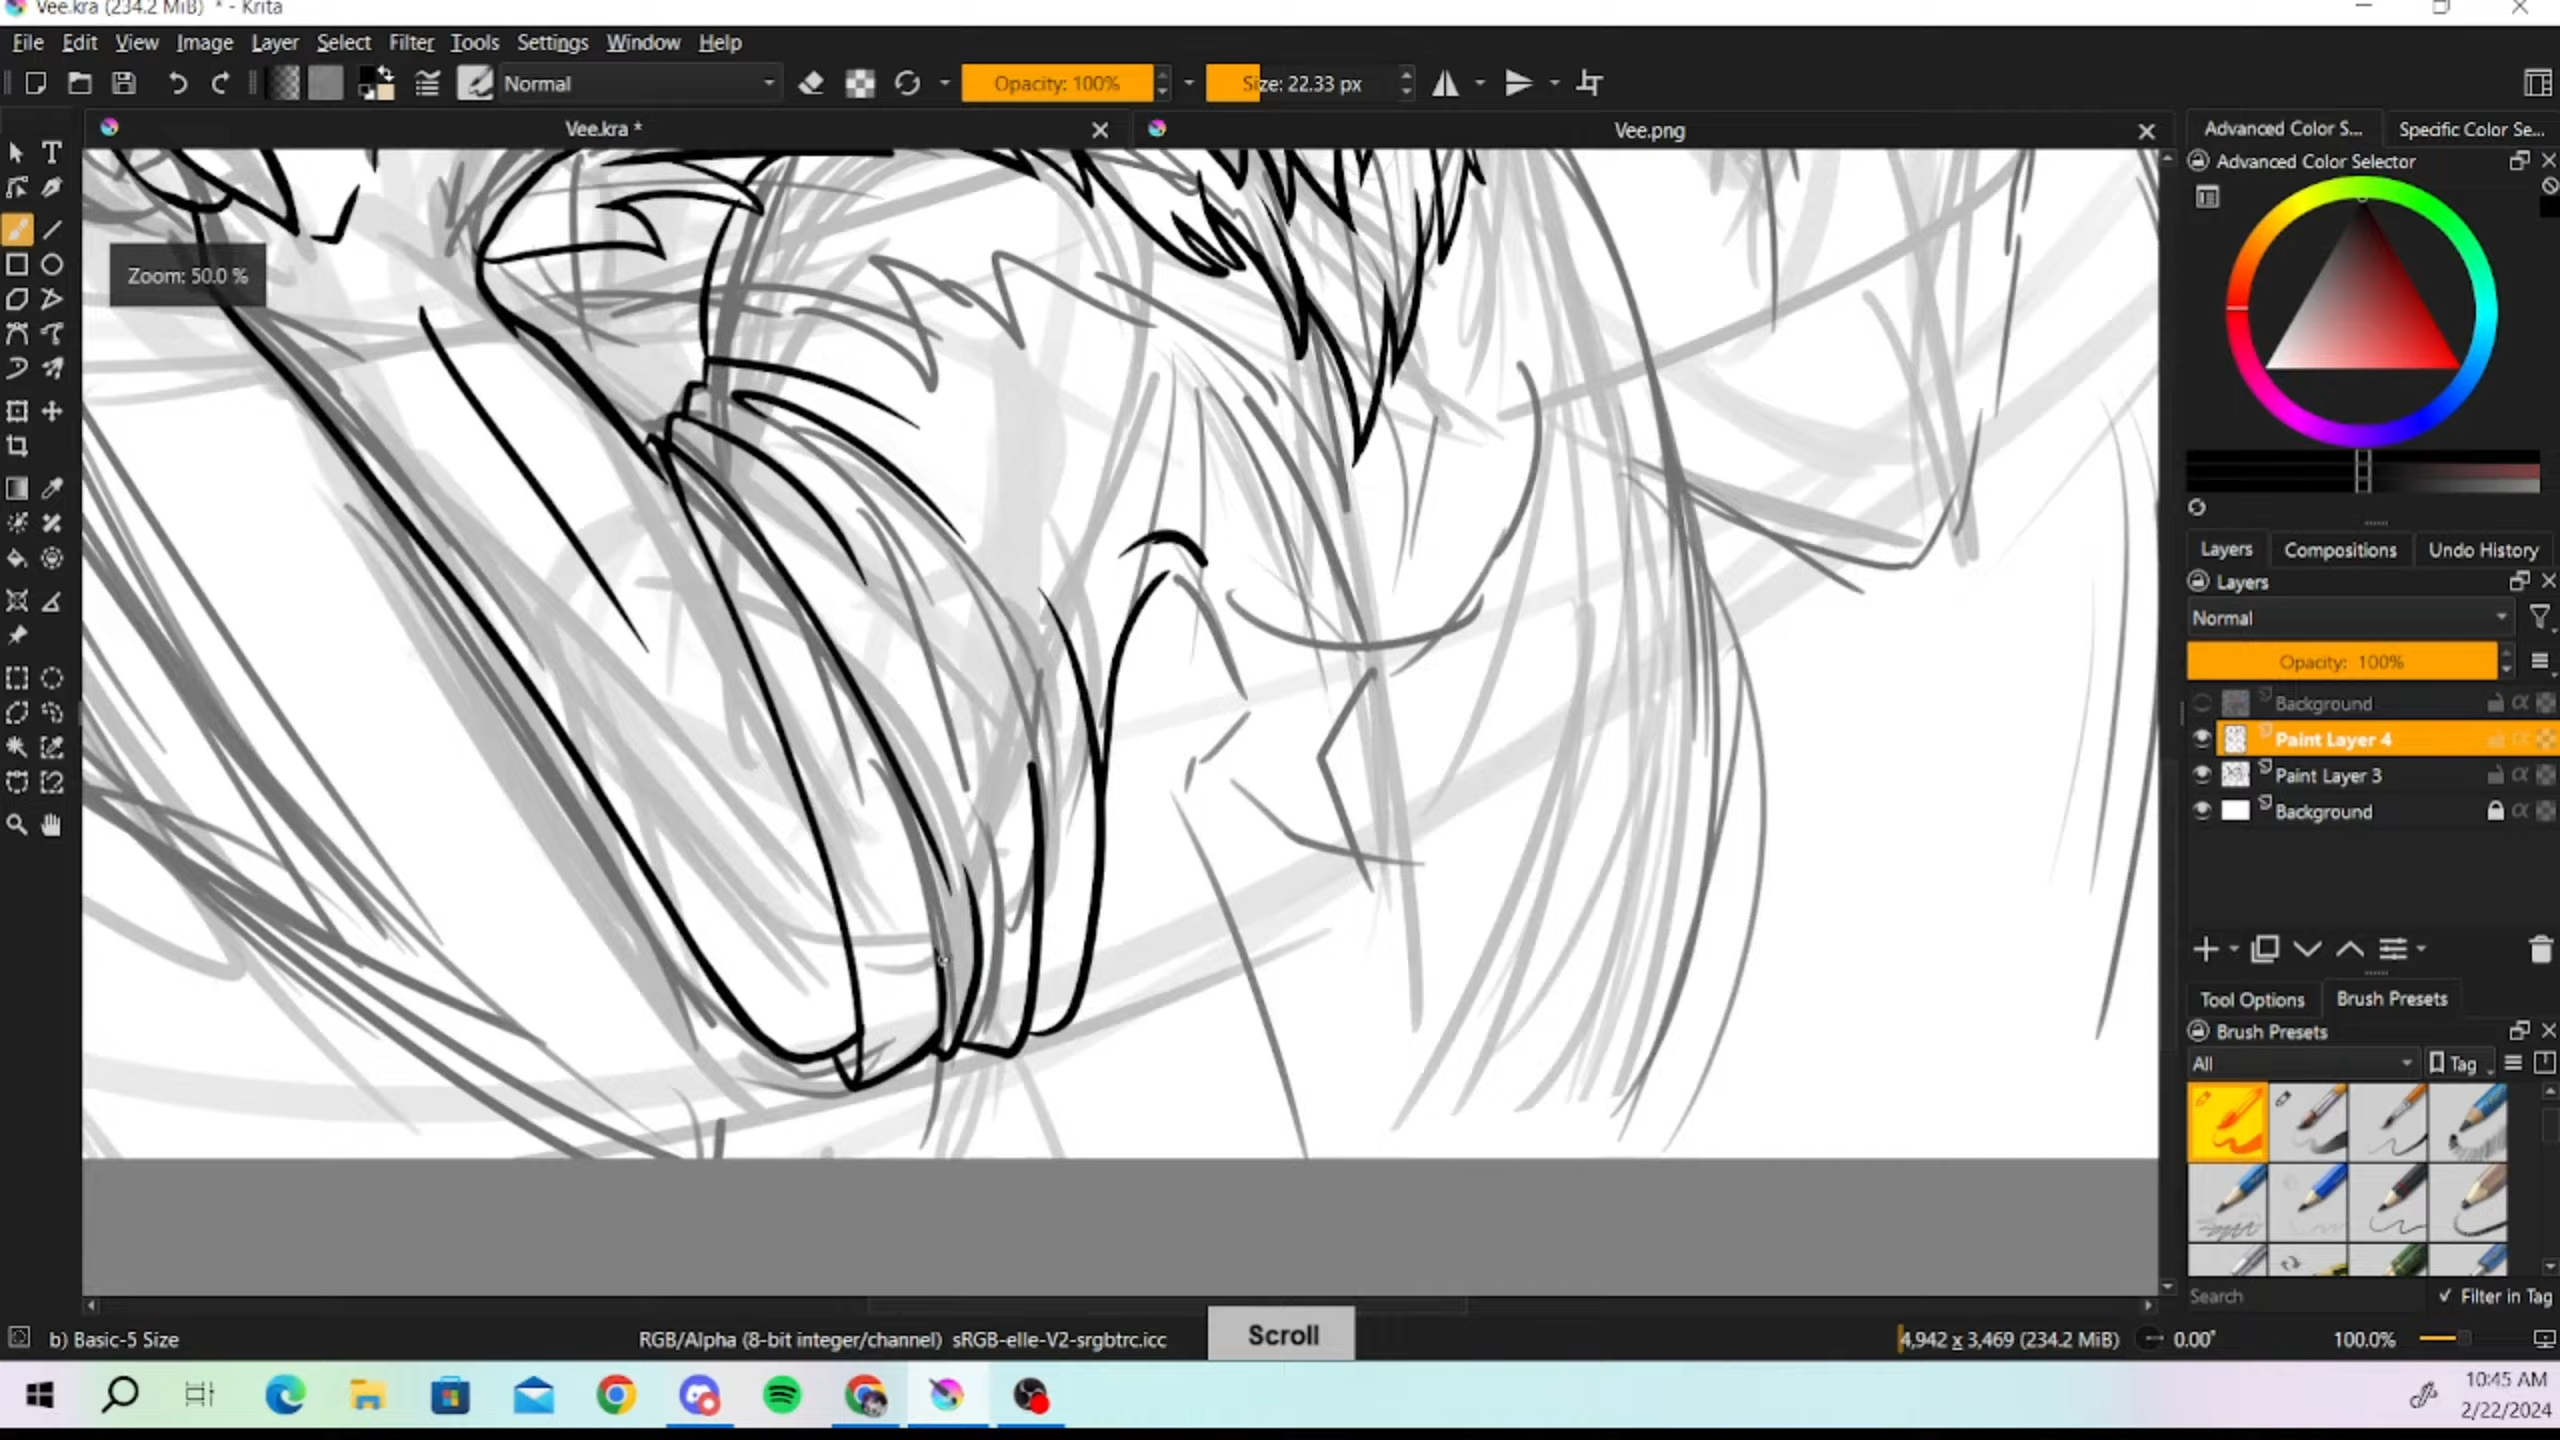 Vee.kra (234.2 MiB) * - Krita
File Edit View Image Layer Select Filter Tools Settings Window Help
Normal
Opacity: 100%
Size: 22.33 px
Vee.kra *
Vee.png
Advanced Color S...
Specific Color Se...
Advanced Color Selector
Zoom: 50.0 %
Layers
Compositions
Undo History
Layers
Normal
Opacity: 100%
Background
Paint Layer 4
Paint Layer 3
Background
Tool Options
Brush Presets
Brush Presets
All
Tag
Search
Filter in Tag
b) Basic-5 Size
RGB/Alpha (8-bit integer/channel) sRGB-elle-V2-srgbtrc.icc
Scroll
4,942 x 3,469 (234.2 MiB)
0.00°
100.0%
10:45 AM
2/22/2024